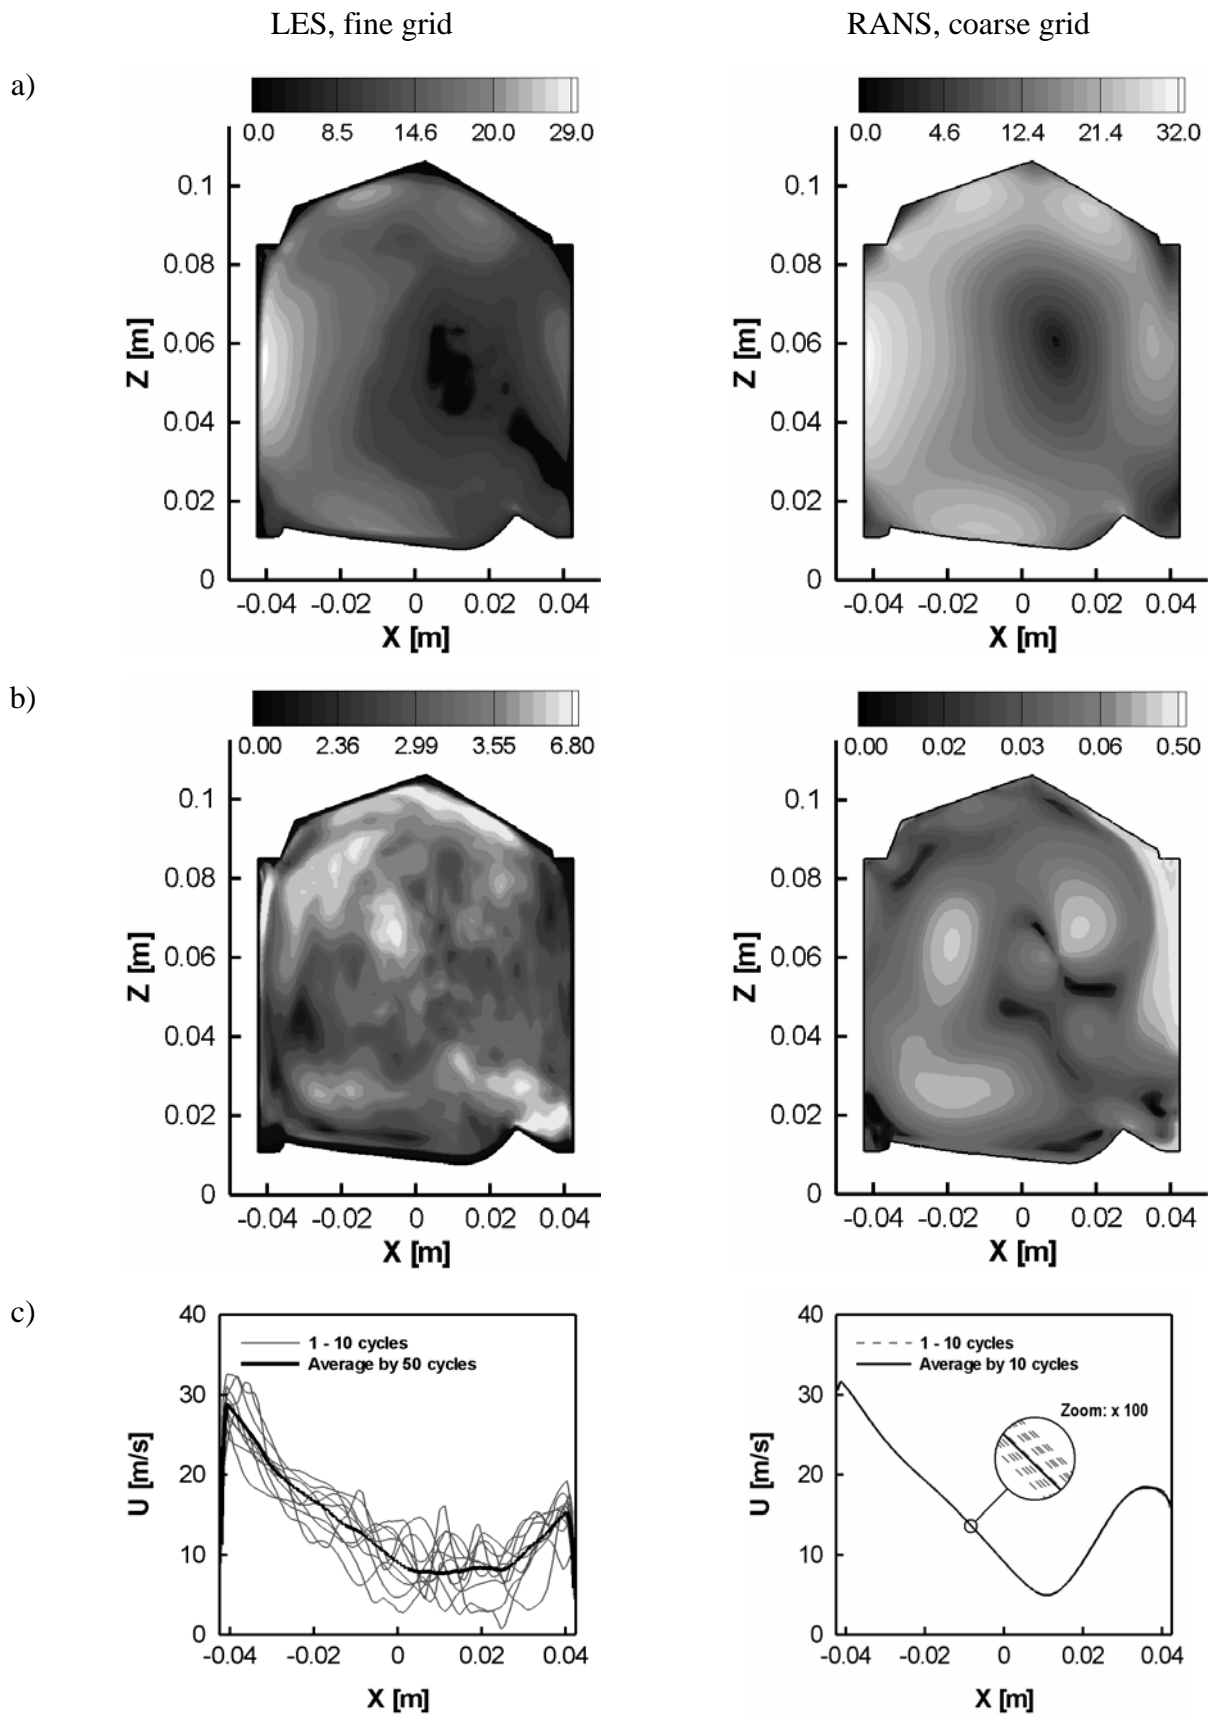 LES, fine grid
RANS, coarse grid
a)
0.0 8.5 14.6 20.0 29.0
0.1
0.08
0.06
0.04
0.02
0
Z [m]
-0.04 -0.02 0 0.02 0.04
X [m]
0.0 4.6 12.4 21.4 32.0
0.1
0.08
0.06
0.04
0.02
0
Z [m]
-0.04 -0.02 0 0.02 0.04
X [m]
b)
0.00 2.36 2.99 3.55 6.80
0.1
0.08
0.06
0.04
0.02
0
Z [m]
-0.04 -0.02 0 0.02 0.04
X [m]
0.00 0.02 0.03 0.06 0.50
0.1
0.08
0.06
0.04
0.02
0
Z [m]
-0.04 -0.02 0 0.02 0.04
X [m]
c)
40
30
20
10
0
U [m/s]
1 - 10 cycles
Average by 50 cycles
-0.04 -0.02 0 0.02 0.04
X [m]
40
30
20
10
0
U [m/s]
1 - 10 cycles
Average by 10 cycles
Zoom: x 100
-0.04 -0.02 0 0.02 0.04
X [m]